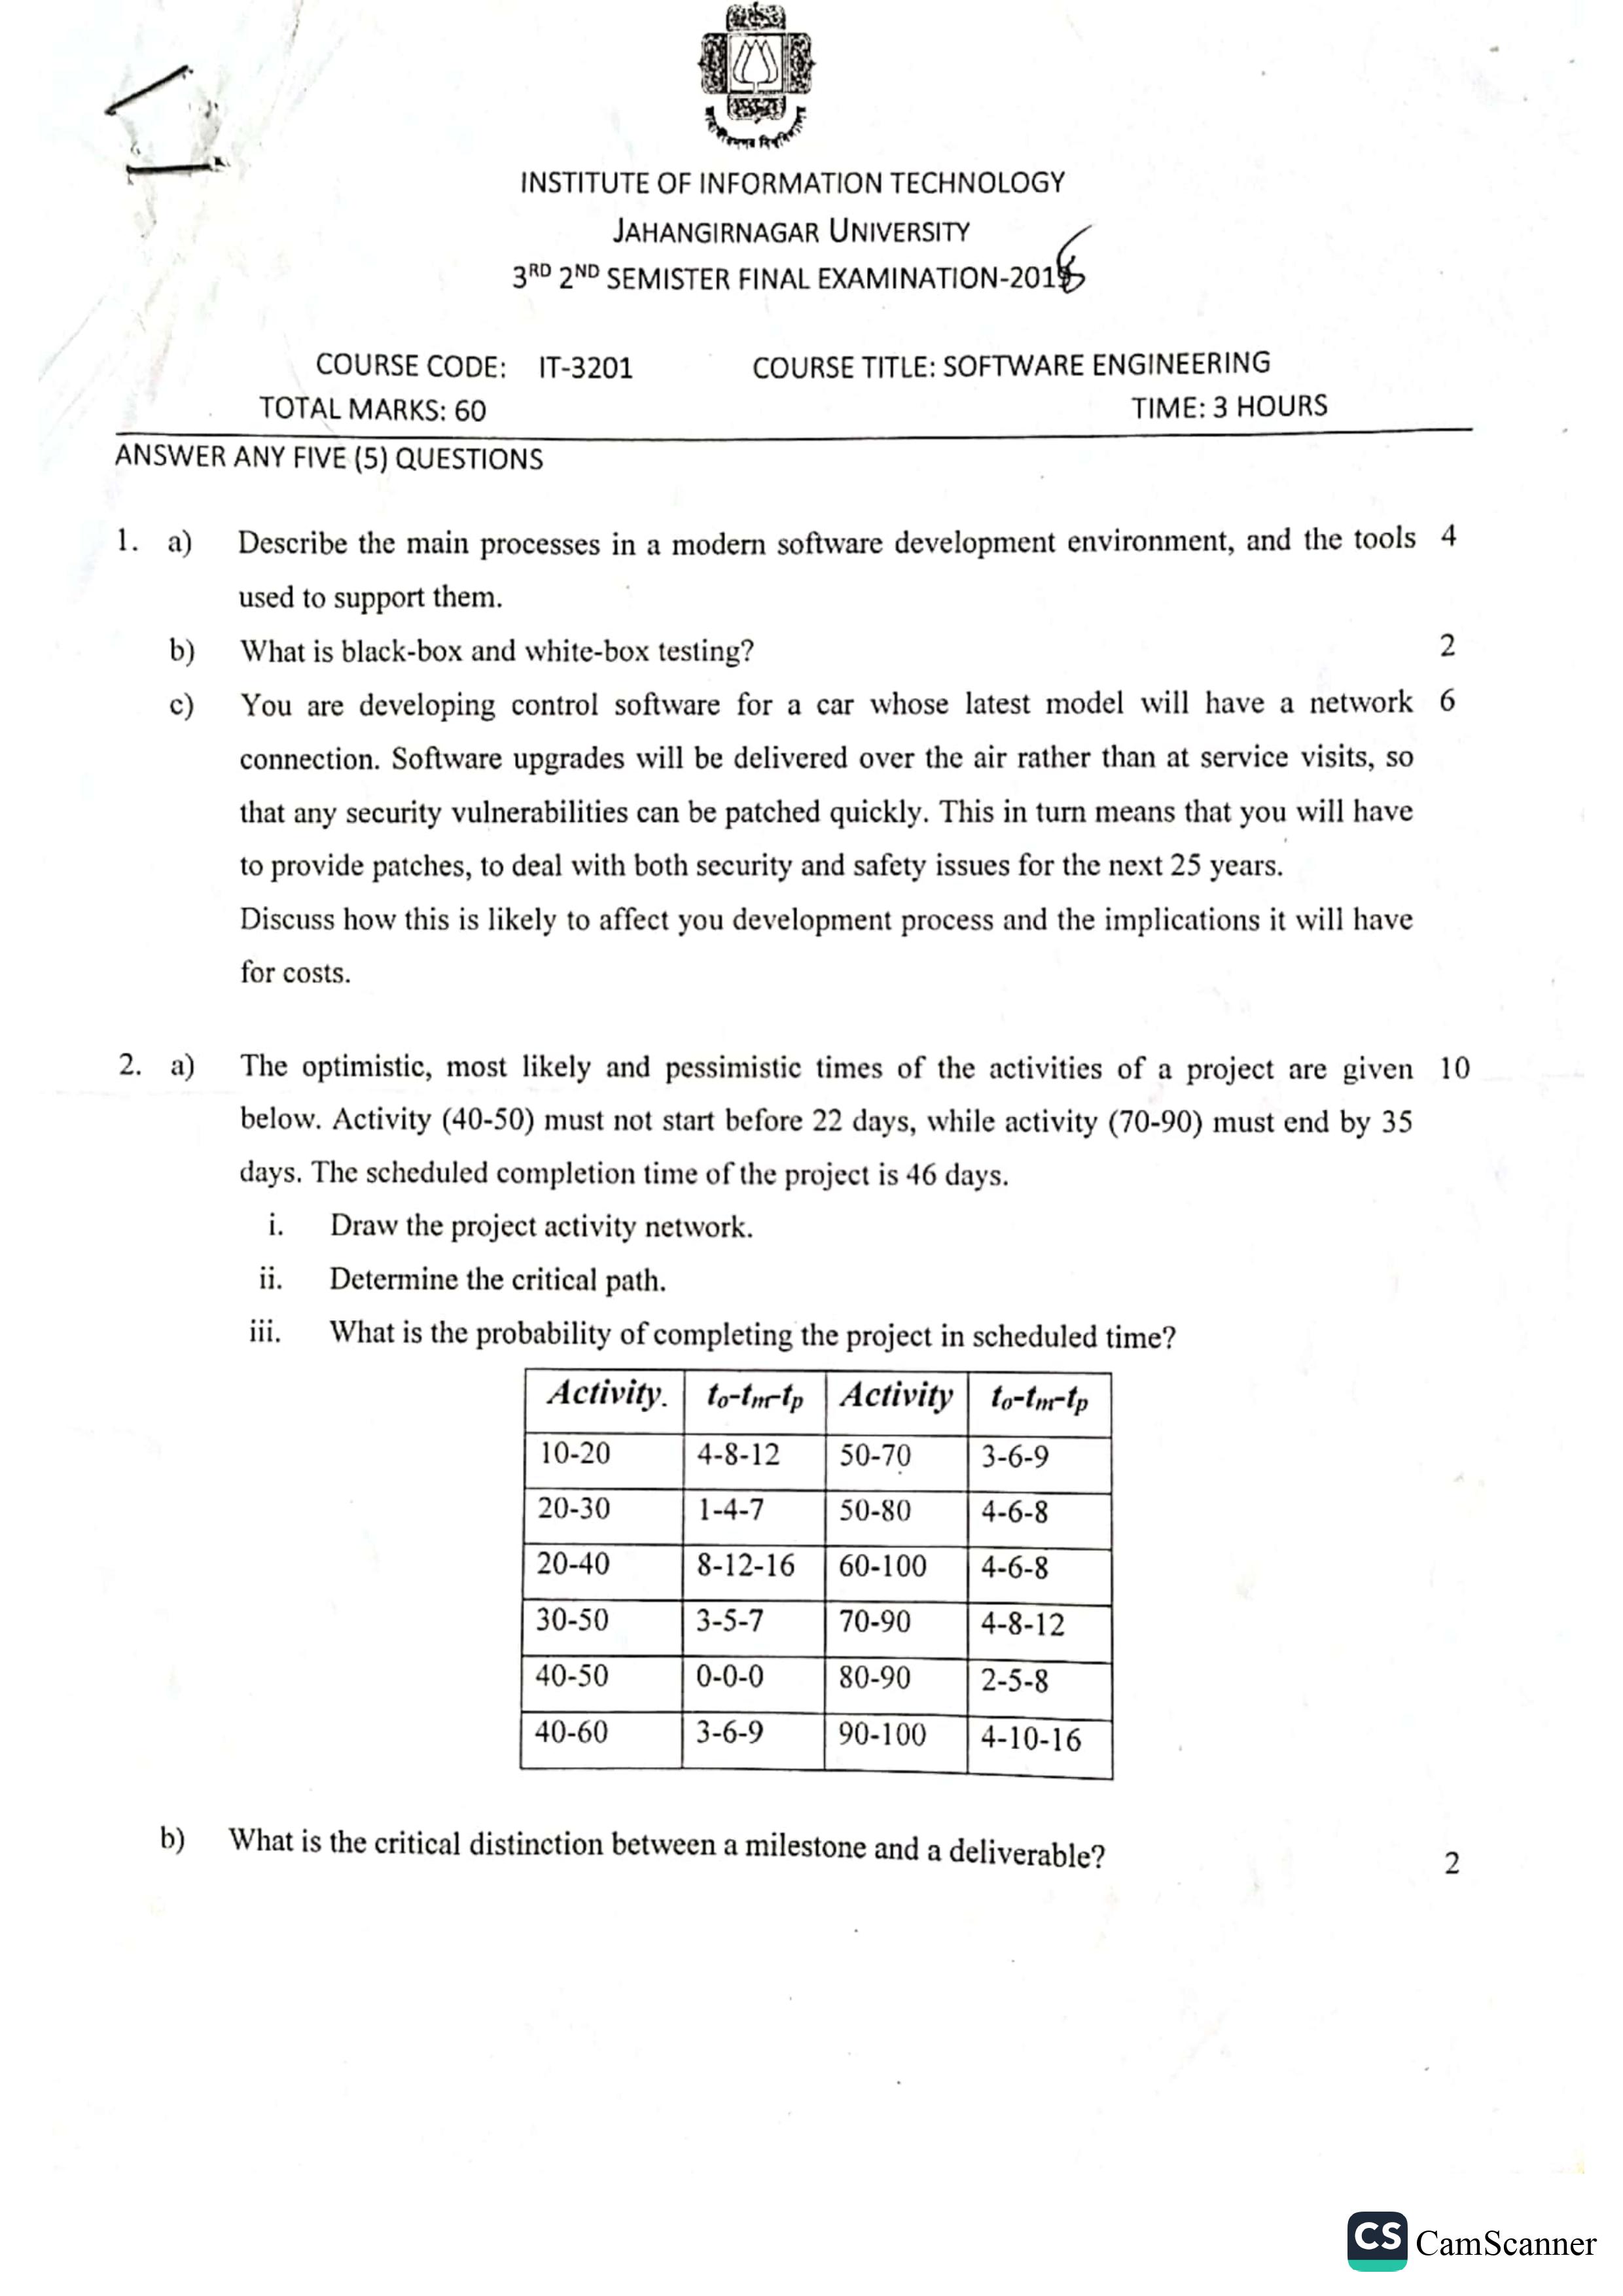 INSTITUTE OF INFORMATION TECHNOLOGY
JAHANGIRNAGAR UNIVERSITY
3RD 2ND SEMISTER FINAL EXAMINATION-2018
COURSE CODE: IT-3201 COURSE TITLE: SOFTWARE ENGINEERING
TOTAL MARKS: 60 TIME: 3 HOURS
ANSWER ANY FIVE (5) QUESTIONS
1. a) Describe the main processes in a modern software development environment, and the tools 4
used to support them.
b) What is black-box and white-box testing? 2
c) You are developing control software for a car whose latest model will have a network 6
connection. Software upgrades will be delivered over the air rather than at service visits, so
that any security vulnerabilities can be patched quickly. This in turn means that you will have
to provide patches, to deal with both security and safety issues for the next 25 years.
Discuss how this is likely to affect you development process and the implications it will have
for costs.
2. a) The optimistic, most likely and pessimistic times of the activities of a project are given 10
below. Activity (40-50) must not start before 22 days, while activity (70-90) must end by 35
days. The scheduled completion time of the project is 46 days.
i. Draw the project activity network.
ii. Determine the critical path.
iii. What is the probability of completing the project in scheduled time?
Activity. to-tm-tp Activity to-tm-tp
10-20 4-8-12 50-70 3-6-9
20-30 1-4-7 50-80 4-6-8
20-40 8-12-16 60-100 4-6-8
30-50 3-5-7 70-90 4-8-12
40-50 0-0-0 80-90 2-5-8
40-60 3-6-9 90-100 4-10-16
b) What is the critical distinction between a milestone and a deliverable? 2
CS CamScanner